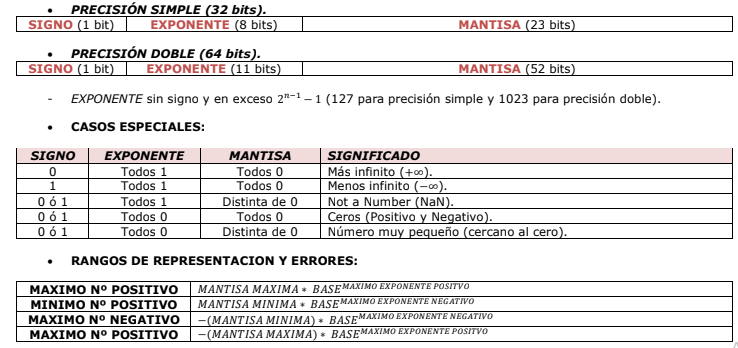 • PRECISIÓN SIMPLE (32 bits).
SIGNO (1 bit) EXPONENTE (8 bits) MANTISA (23 bits)
• PRECISIÓN DOBLE (64 bits).
SIGNO (1 bit) EXPONENTE (11 bits) MANTISA (52 bits)
- EXPONENTE sin signo y en exceso 2^{n−1} − 1 (127 para precisión simple y 1023 para precisión doble).
• CASOS ESPECIALES:
SIGNO EXPONENTE MANTISA SIGNIFICADO
0 Todos 1 Todos 0 Más infinito (+∞).
1 Todos 1 Todos 0 Menos infinito (−∞).
0 ó 1 Todos 1 Distinta de 0 Not a Number (NaN).
0 ó 1 Todos 0 Todos 0 Ceros (Positivo y Negativo).
0 ó 1 Todos 0 Distinta de 0 Número muy pequeño (cercano al cero).
• RANGOS DE REPRESENTACION Y ERRORES:
MAXIMO Nº POSITIVO MANTISA MAXIMA ∗ BASE^{MAXIMO EXPONENTE POSITVO}
MINIMO Nº POSITIVO MANTISA MINIMA ∗ BASE^{MAXIMO EXPONENTE NEGATIVO}
MAXIMO Nº NEGATIVO −(MANTISA MINIMA) ∗ BASE^{MAXIMO EXPONENTE NEGATIVO}
MAXIMO Nº POSITIVO −(MANTISA MAXIMA) ∗ BASE^{MAXIMO EXPONENTE POSITVO}